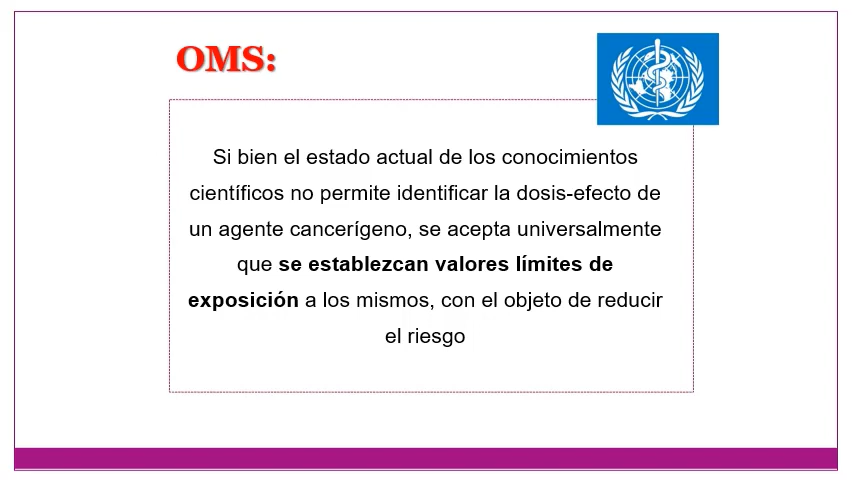 OMS:
Si bien el estado actual de los conocimientos
científicos no permite identificar la dosis-efecto de
un agente cancerígeno, se acepta universalmente
que se establezcan valores límites de
exposición a los mismos, con el objeto de reducir
el riesgo